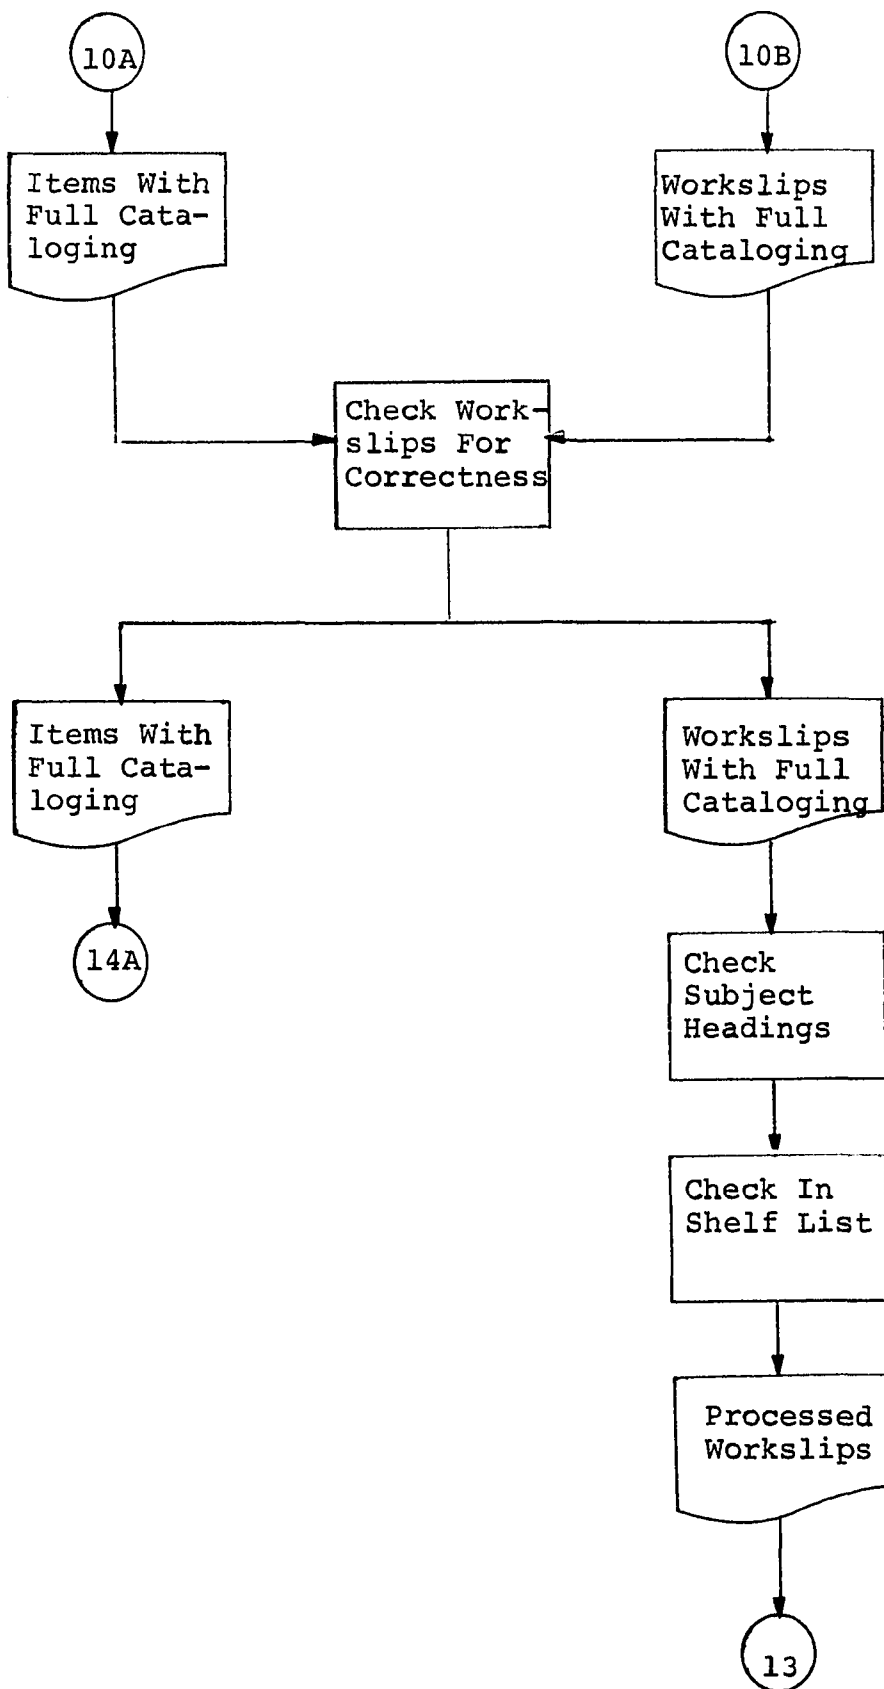 10A
10B
Items With
Full Cata-
loging
Workslips
With Full
Cataloging
Check Work-
slips For
Correctness
Items With
Full Cata-
loging
Workslips
With Full
Cataloging
14A
Check
Subject
Headings
Check In
Shelf List
Processed
Workslips
13